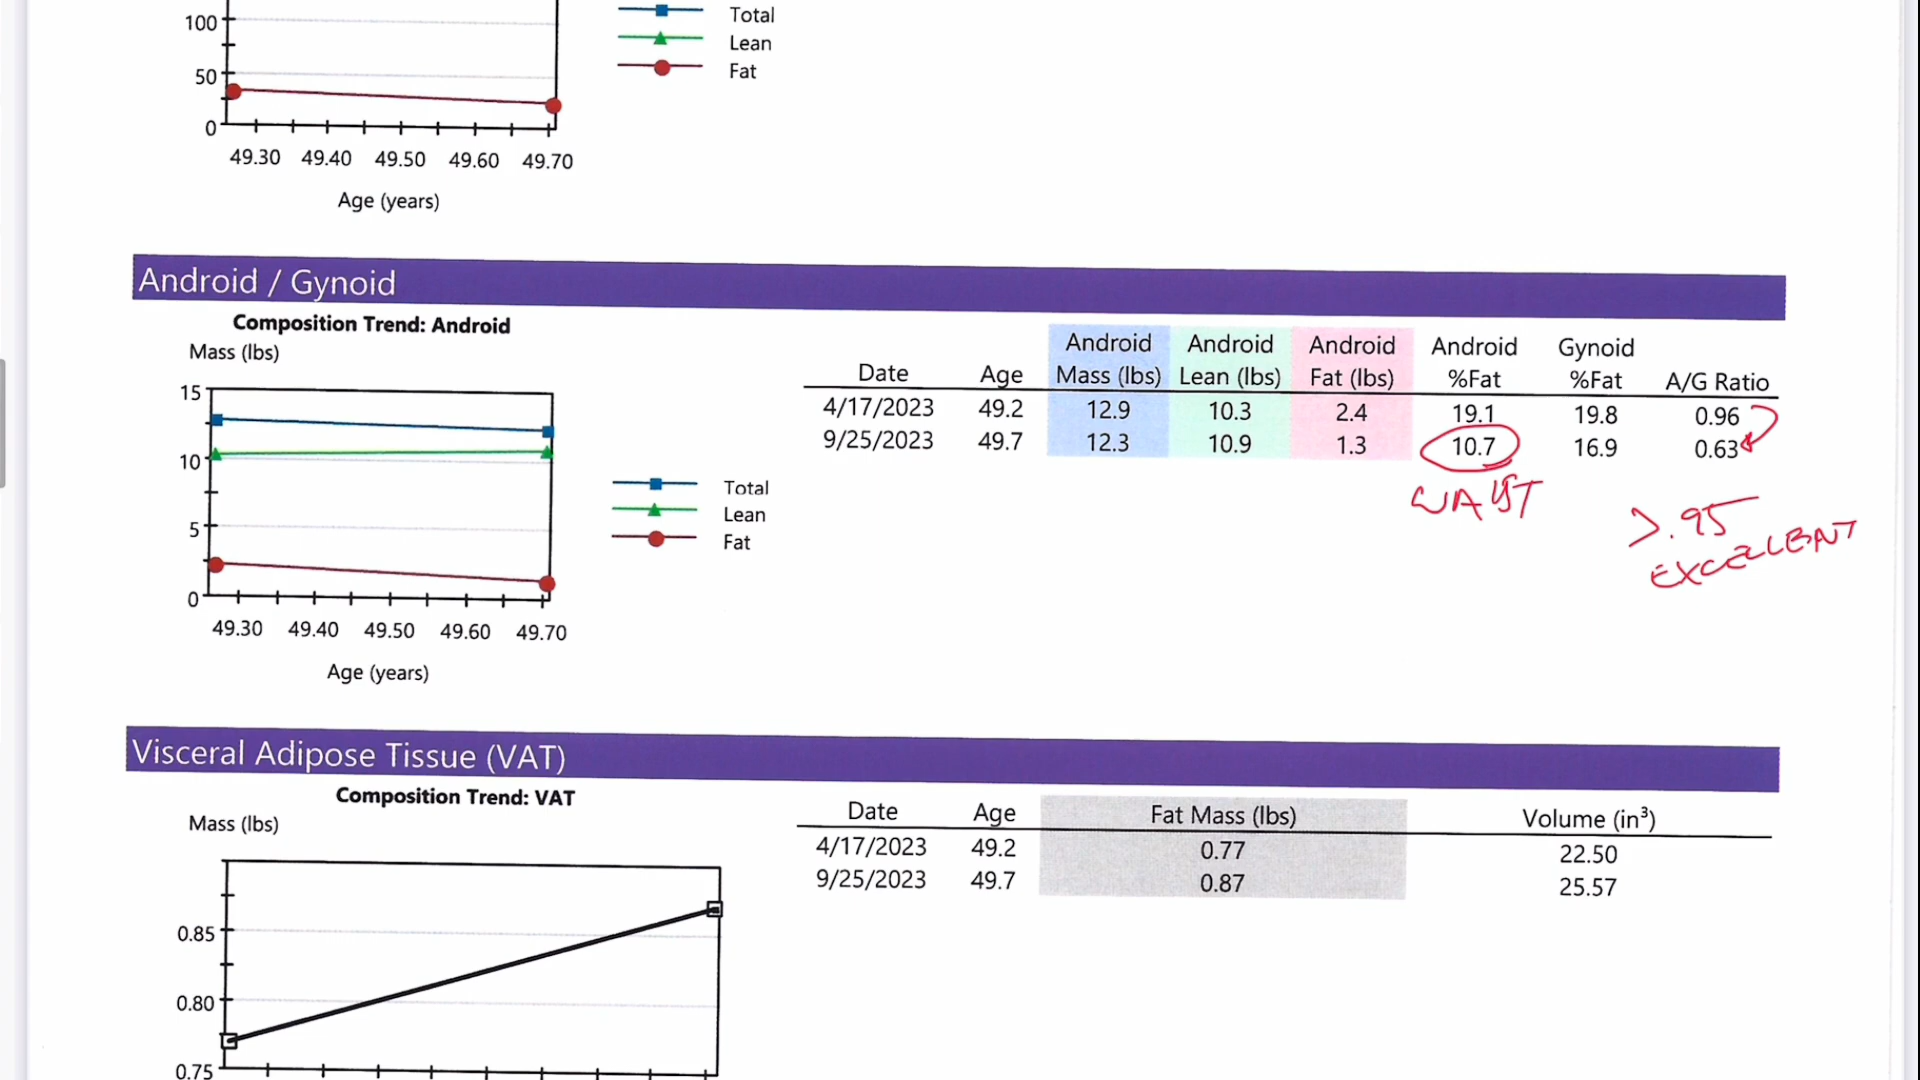 100
50
0
49.30 49.40 49.50 49.60 49.70
Age (years)
Total
Lean
Fat
Android / Gynoid
Composition Trend: Android
Mass (lbs)
15
10
5
0
49.30 49.40 49.50 49.60 49.70
Age (years)
Total
Lean
Fat
Date Age Android Mass (lbs) Android Lean (lbs) Android Fat (lbs) Android %Fat Gynoid %Fat A/G Ratio
4/17/2023 49.2 12.9 10.3 2.4 19.1 19.8 0.96
9/25/2023 49.7 12.3 10.9 1.3 10.7 16.9 0.63
WAIST
>.95
EXCELLENT
Visceral Adipose Tissue (VAT)
Composition Trend: VAT
Mass (lbs)
0.85
0.80
0.75
Date Age Fat Mass (lbs) Volume (in³)
4/17/2023 49.2 0.77 22.50
9/25/2023 49.7 0.87 25.57